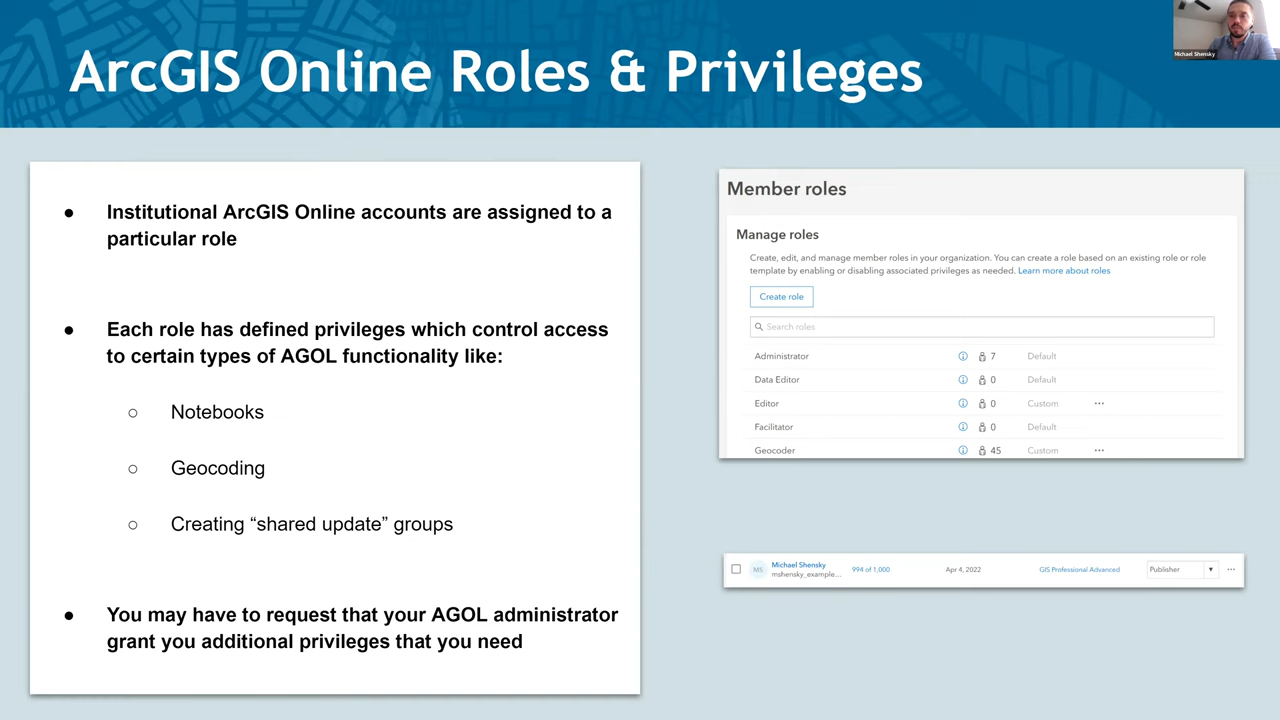 ArcGIS Online Roles & Privileges
Michael Shensky
● Institutional ArcGIS Online accounts are assigned to a
particular role
● Each role has defined privileges which control access
to certain types of AGOL functionality like:
○ Notebooks
○ Geocoding
○ Creating “shared update” groups
● You may have to request that your AGOL administrator
grant you additional privileges that you need
Member roles
Manage roles
Create, edit, and manage member roles in your organization. You can create a role based on an existing role or role
template by enabling or disabling associated privileges as needed. Learn more about roles
Create role
Search roles
Administrator 7 Default
Data Editor 0 Default
Editor 0 Custom ···
Facilitator 0 Default
Geocoder 45 Custom ···
MS Michael Shensky 994 of 1,000 Apr 4, 2022 GIS Professional Advanced Publisher ▼ ···
mshensky_example...